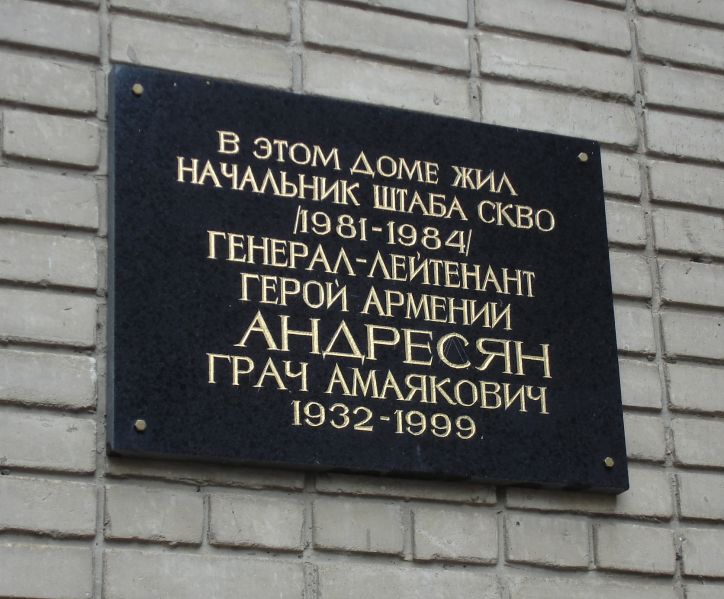 В ЭТОМ ДОМЕ ЖИЛ
НАЧАЛЬНИК ШТАБА СКВО
/1981-1984/
ГЕНЕРАЛ-ЛЕЙТЕНАНТ
ГЕРОЙ АРМЕНИИ
АНДРЕСЯН
ГРАЧ АМАЯКОВИЧ
1932-1999